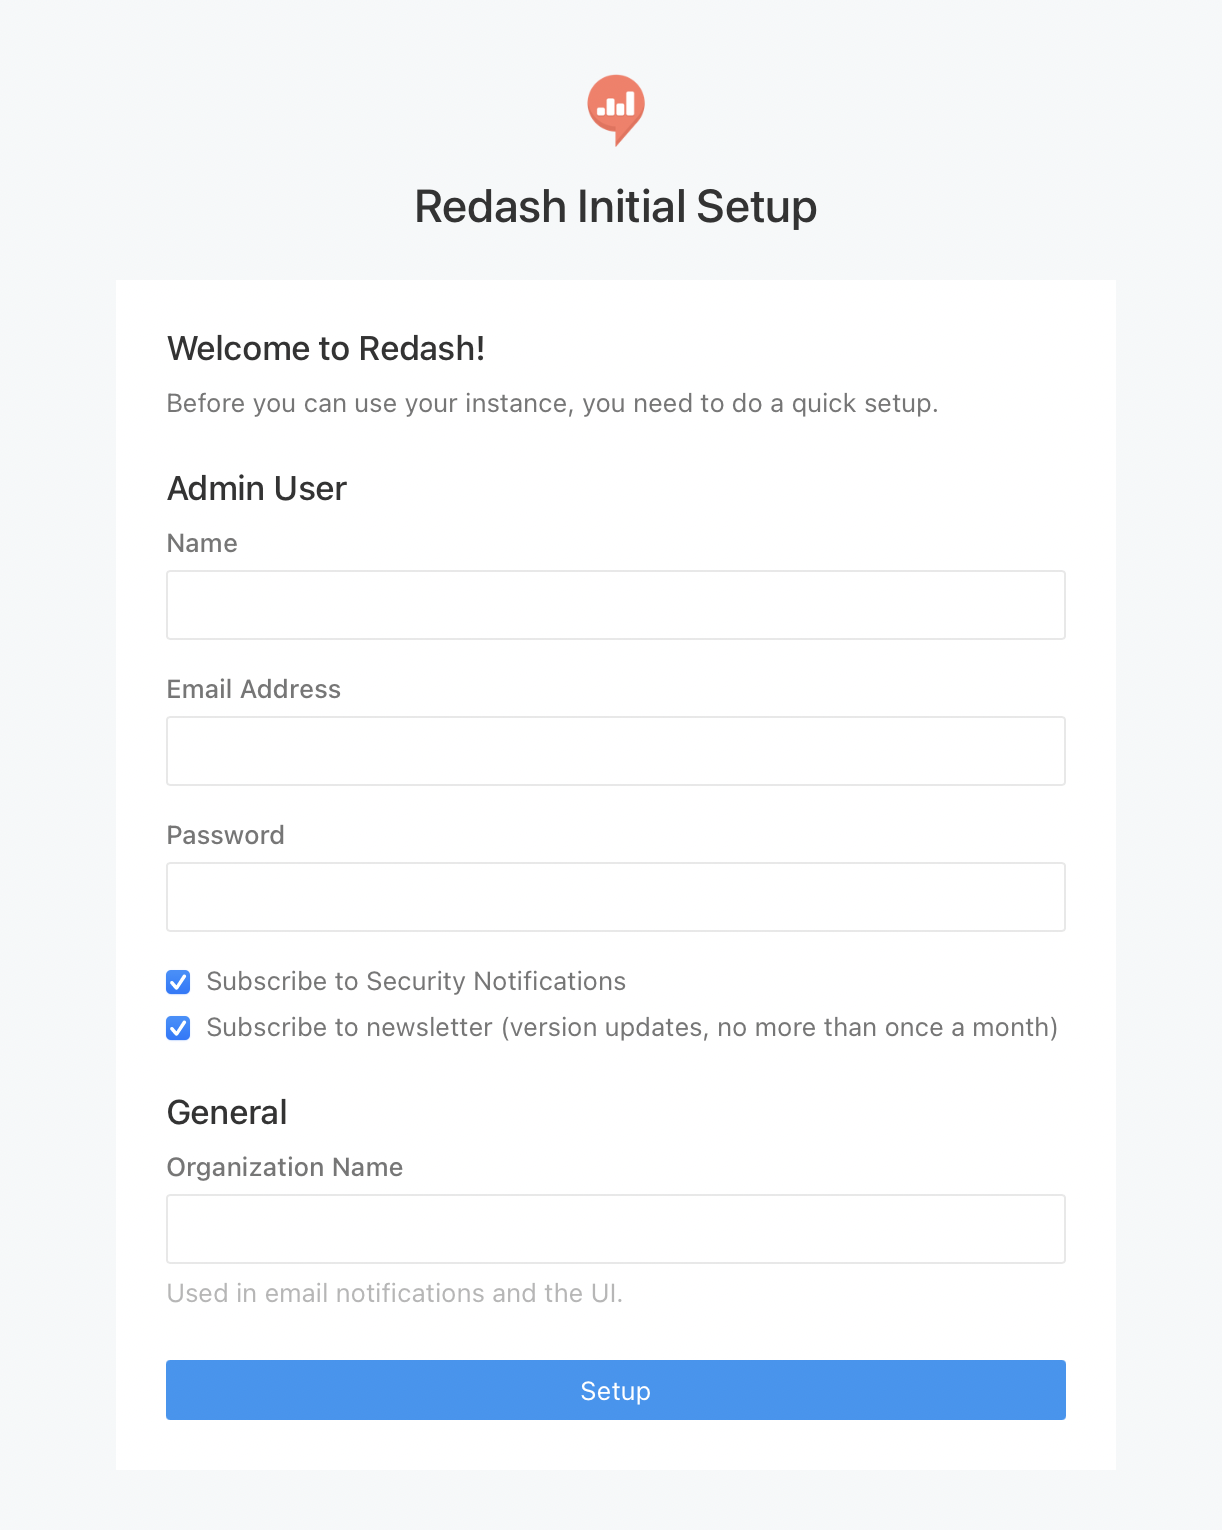 Redash Initial Setup
Welcome to Redash!
Before you can use your instance, you need to do a quick setup.
Admin User
Name
Email Address
Password
Subscribe to Security Notifications
Subscribe to newsletter (version updates, no more than once a month)
General
Organization Name
Used in email notifications and the UI.
Setup